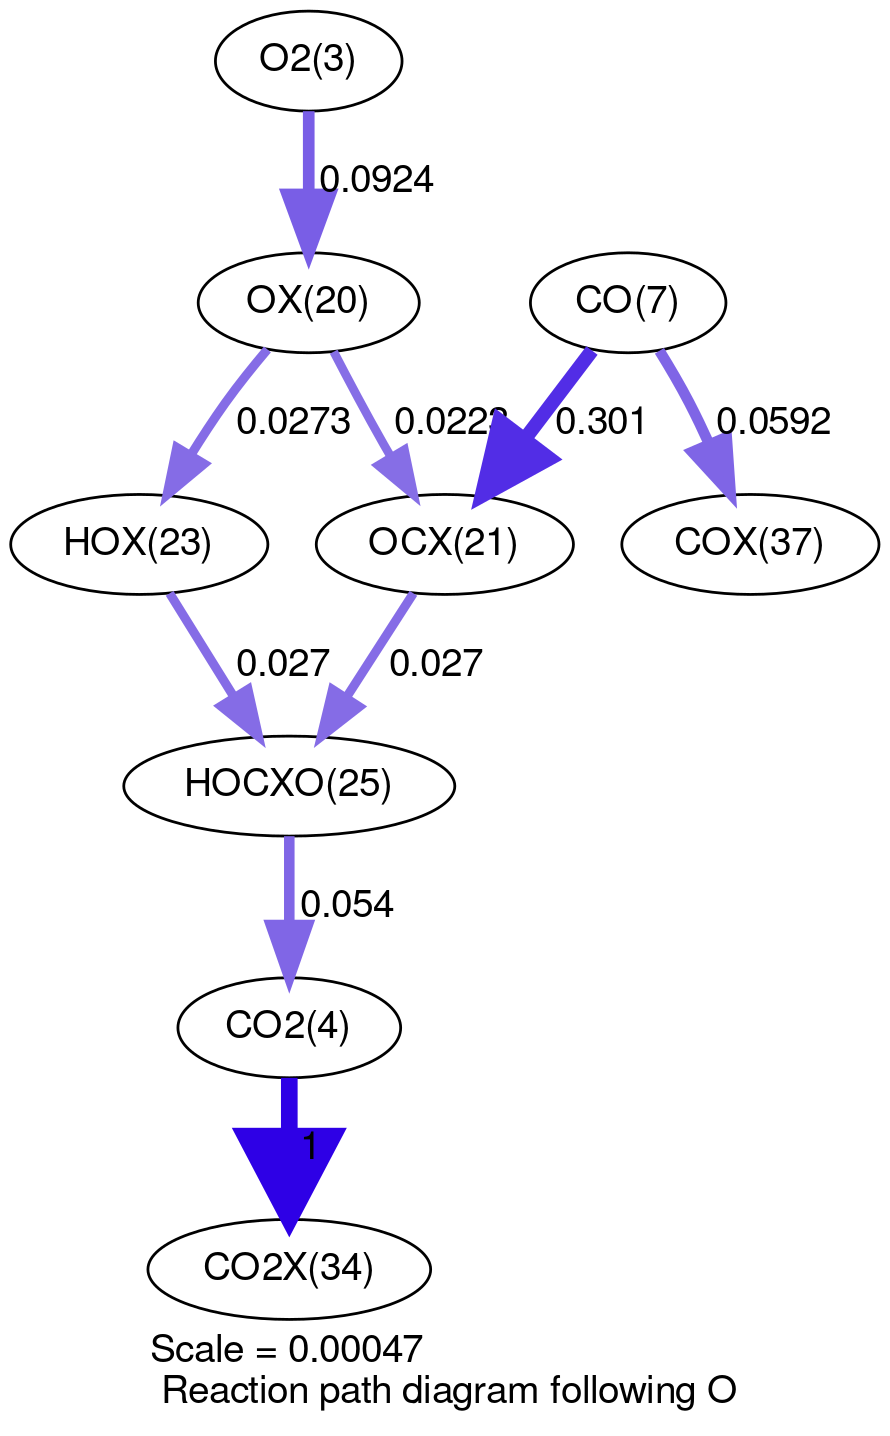 O2(3)
0.0924
OX(20)
CO(7)
0.0273
0.301
0.0592
HOX(23)
OCX(21)
COX(37)
0.027
0.027
HOCXO(25)
0.054
CO2(4)
1
CO2X(34)
Scale = 0.00047
Reaction path diagram following O